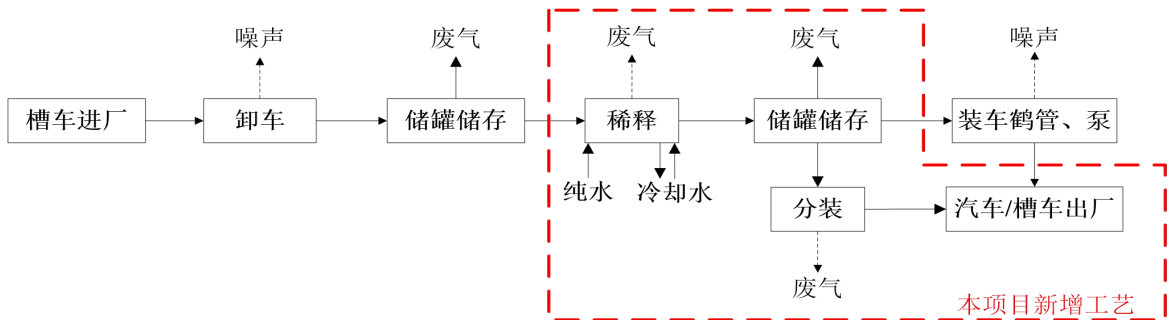 噪声
废气
废气
废气
噪声
槽车进厂
卸车
储罐储存
稀释
储罐储存
装车鹤管、泵
纯水
冷却水
分装
汽车/槽车出厂
废气
本项目新增工艺